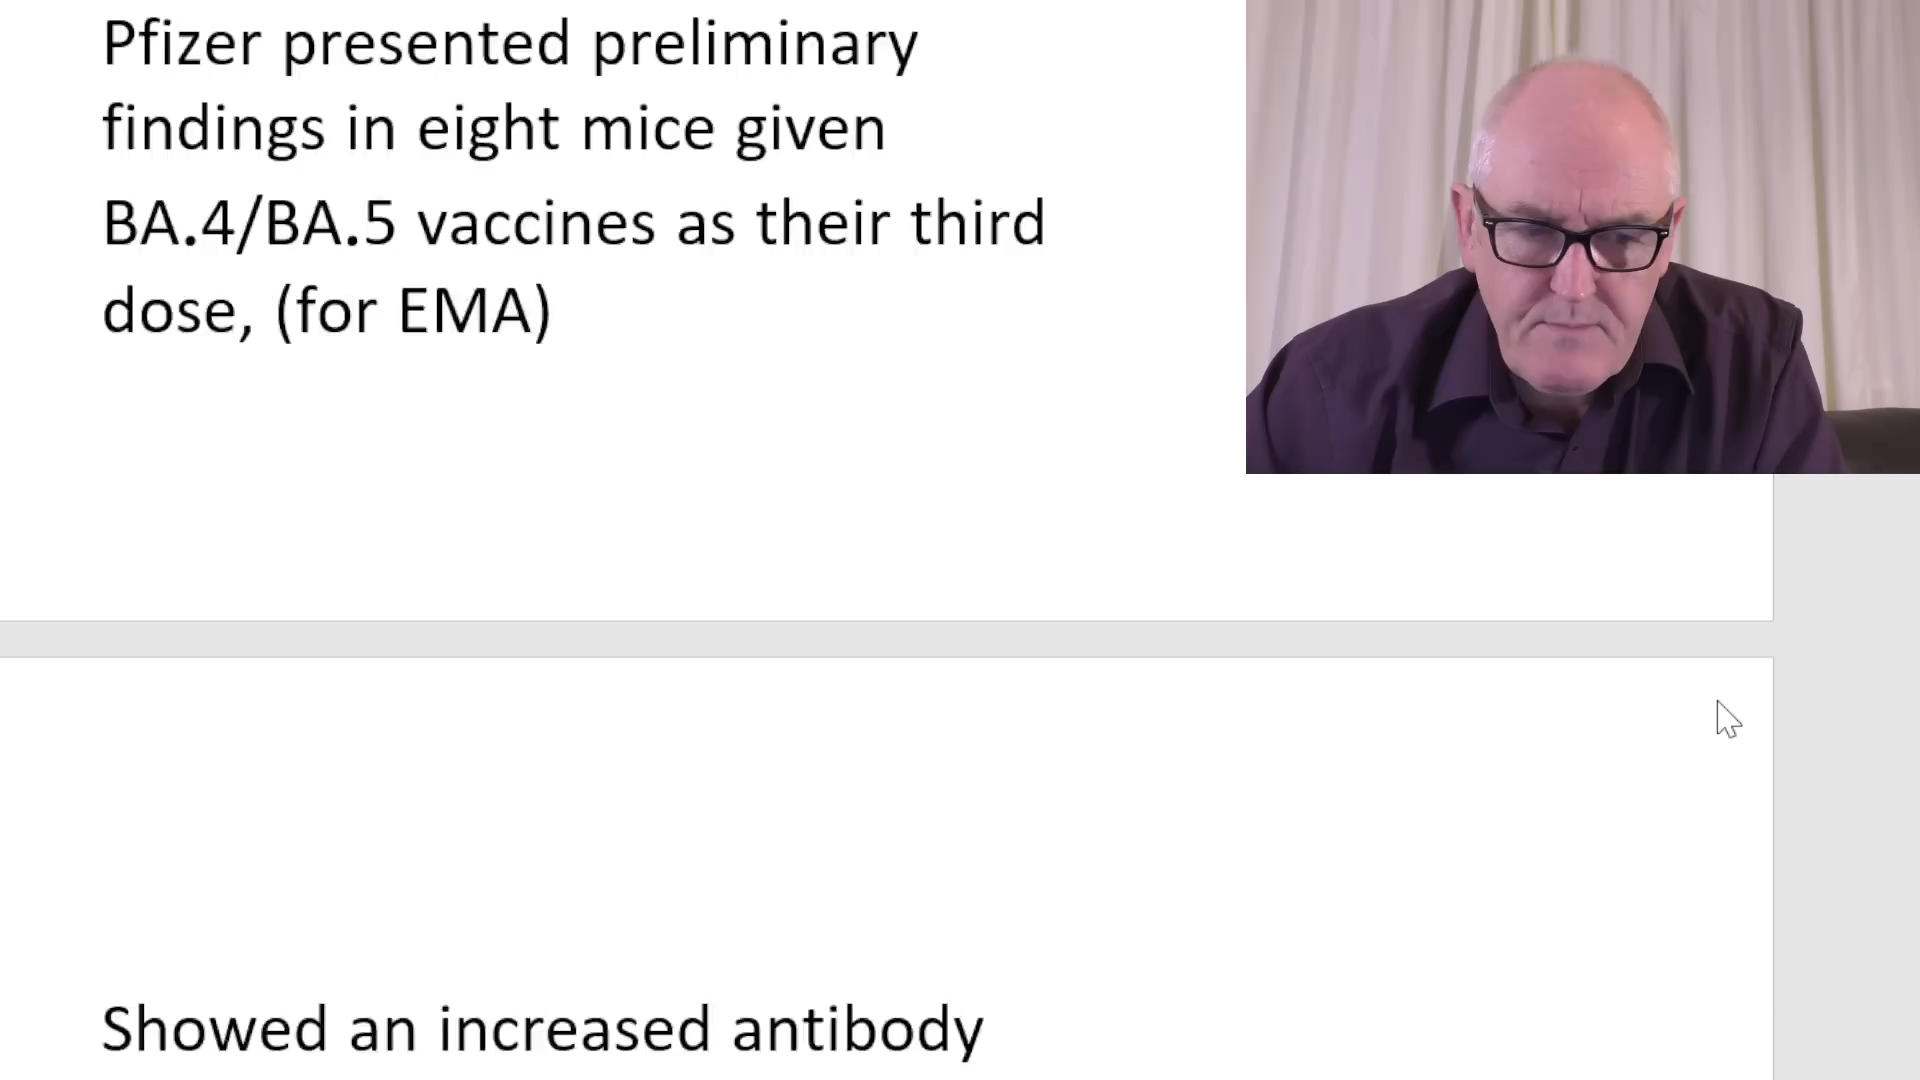 Pfizer presented preliminary
findings in eight mice given
BA.4/BA.5 vaccines as their third
dose, (for EMA)
Showed an increased antibody